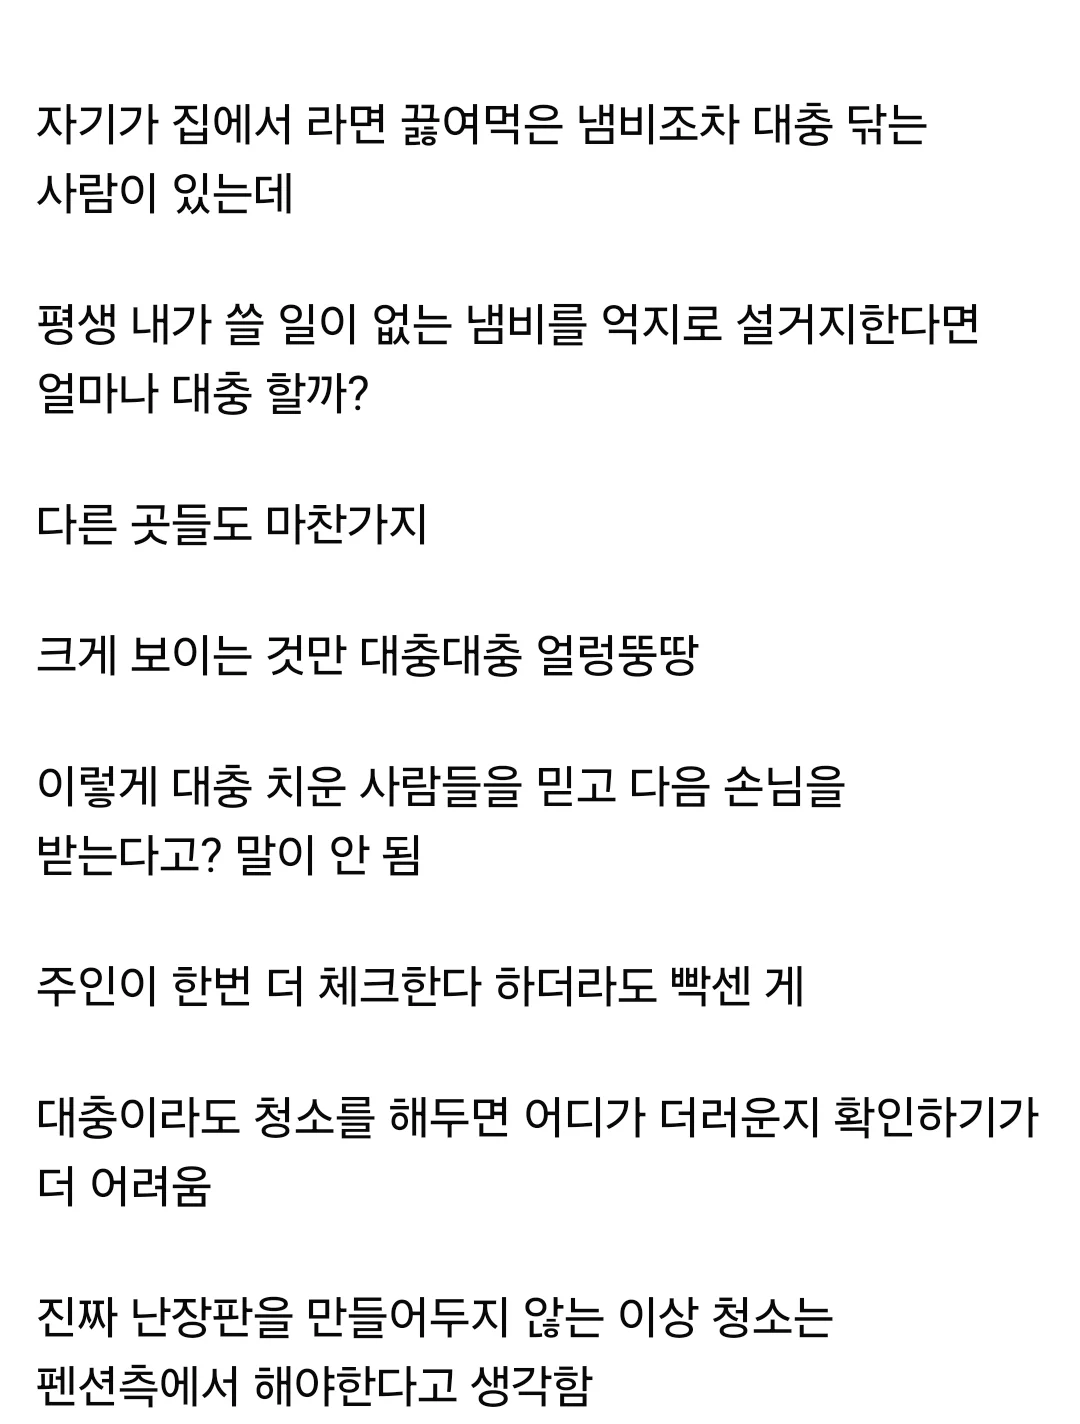 자기가 집에서 라면 끓여먹은 냄비조차 대충 닦는
사람이 있는데
평생 내가 쓸 일이 없는 냄비를 억지로 설거지한다면
얼마나 대충 할까?
다른 곳들도 마찬가지
크게 보이는 것만 대충대충 얼렁뚱땅
이렇게 대충 치운 사람들을 믿고 다음 손님을
받는다고? 말이 안 됨
주인이 한번 더 체크한다 하더라도 빡센 게
대충이라도 청소를 해두면 어디가 더러운지 확인하기가
더 어려움
진짜 난장판을 만들어두지 않는 이상 청소는
펜션측에서 해야한다고 생각함